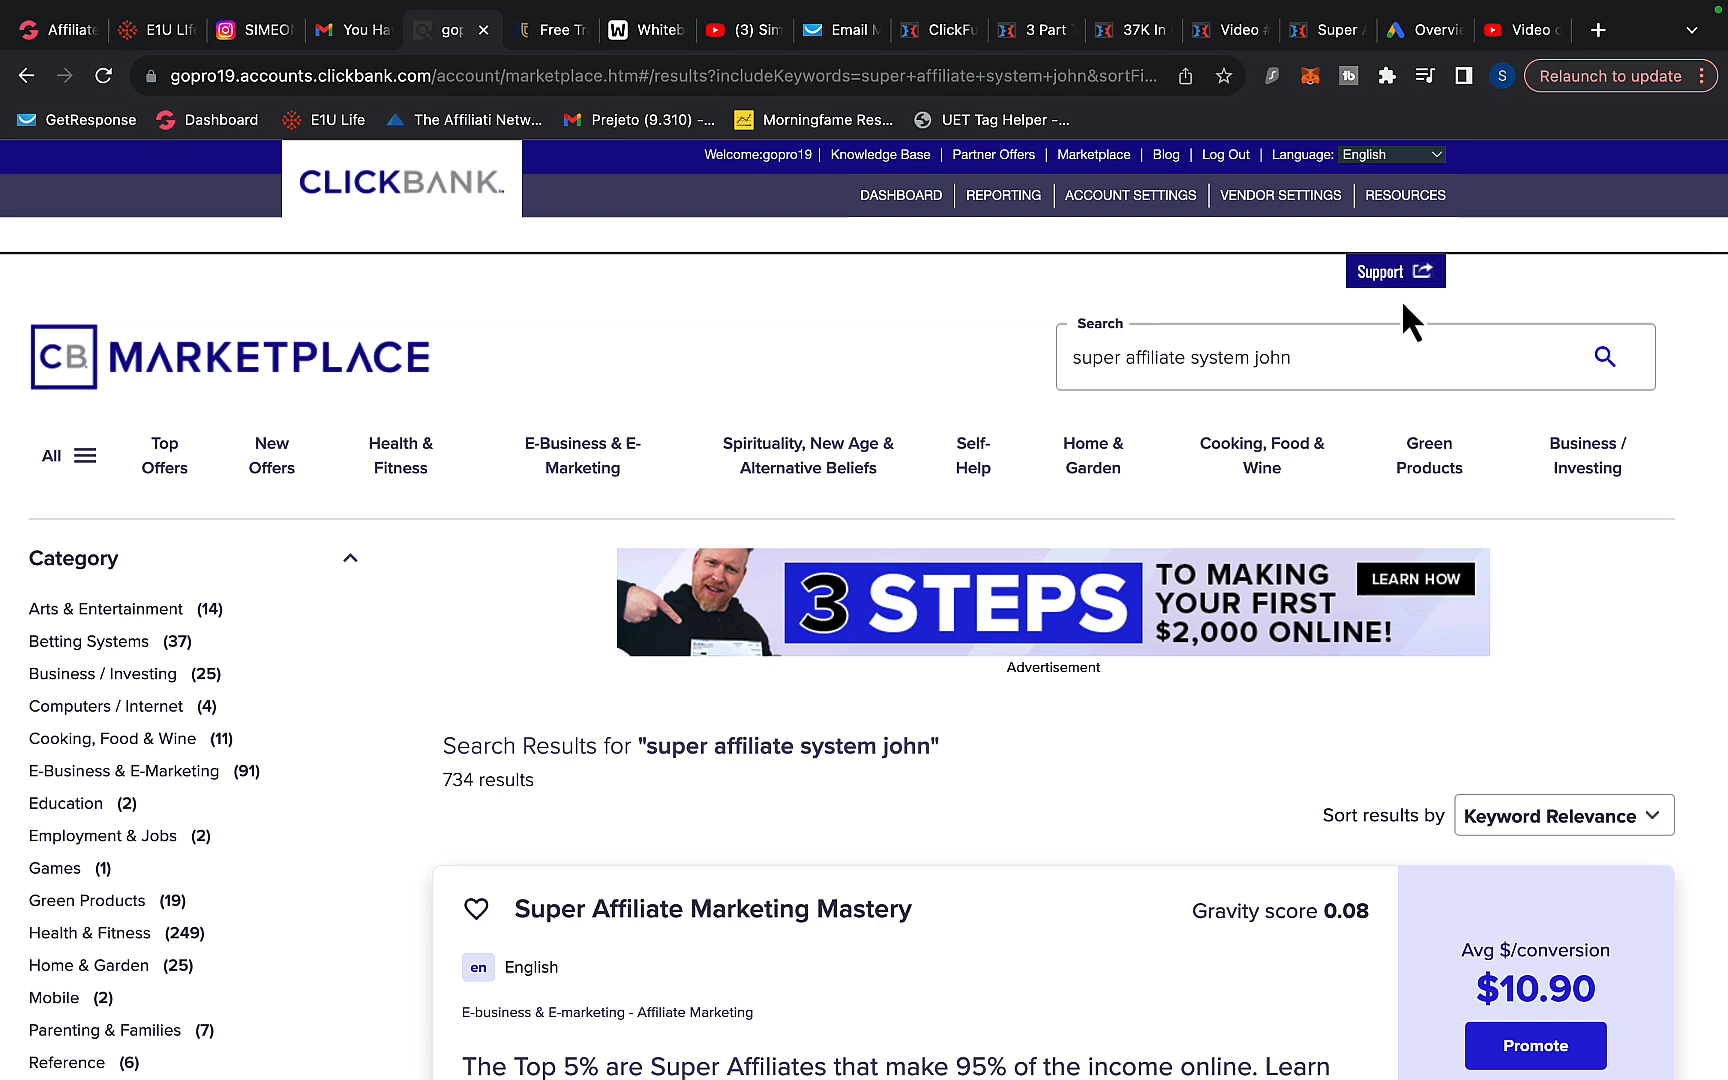 Affiliate
E1U Life
SIMEON
You Ha
gop
Free Tr
Whiteb
(3) Sim
Email M
ClickFu
3 Part
37K In
Video #
Super A
Overvie
Video c
gopro19.accounts.clickbank.com/account/marketplace.htm#/results?includeKeywords=super+affiliate+system+john&sortFi...
S
Relaunch to update
GetResponse
Dashboard
E1U Life
The Affiliati Netw...
Prejeto (9.310) -...
Morningfame Res...
UET Tag Helper -...
Welcome:gopro19 | Knowledge Base | Partner Offers | Marketplace | Blog | Log Out | Language: English
CLICKBANK
DASHBOARD | REPORTING | ACCOUNT SETTINGS | VENDOR SETTINGS | RESOURCES
Support
Search
super affiliate system john
CB MARKETPLACE
All
Top Offers
New Offers
Health & Fitness
E-Business & E-Marketing
Spirituality, New Age & Alternative Beliefs
Self-Help
Home & Garden
Cooking, Food & Wine
Green Products
Business / Investing
Category
Arts & Entertainment (14)
Betting Systems (37)
Business / Investing (25)
Computers / Internet (4)
Cooking, Food & Wine (11)
E-Business & E-Marketing (91)
Education (2)
Employment & Jobs (2)
Games (1)
Green Products (19)
Health & Fitness (249)
Home & Garden (25)
Mobile (2)
Parenting & Families (7)
Reference (6)
3 STEPS
TO MAKING
YOUR FIRST
$2,000 ONLINE!
LEARN HOW
Advertisement
Search Results for "super affiliate system john"
734 results
Sort results by Keyword Relevance
Super Affiliate Marketing Mastery
Gravity score 0.08
en English
E-business & E-marketing - Affiliate Marketing
The Top 5% are Super Affiliates that make 95% of the income online. Learn
Avg $/conversion
$10.90
Promote